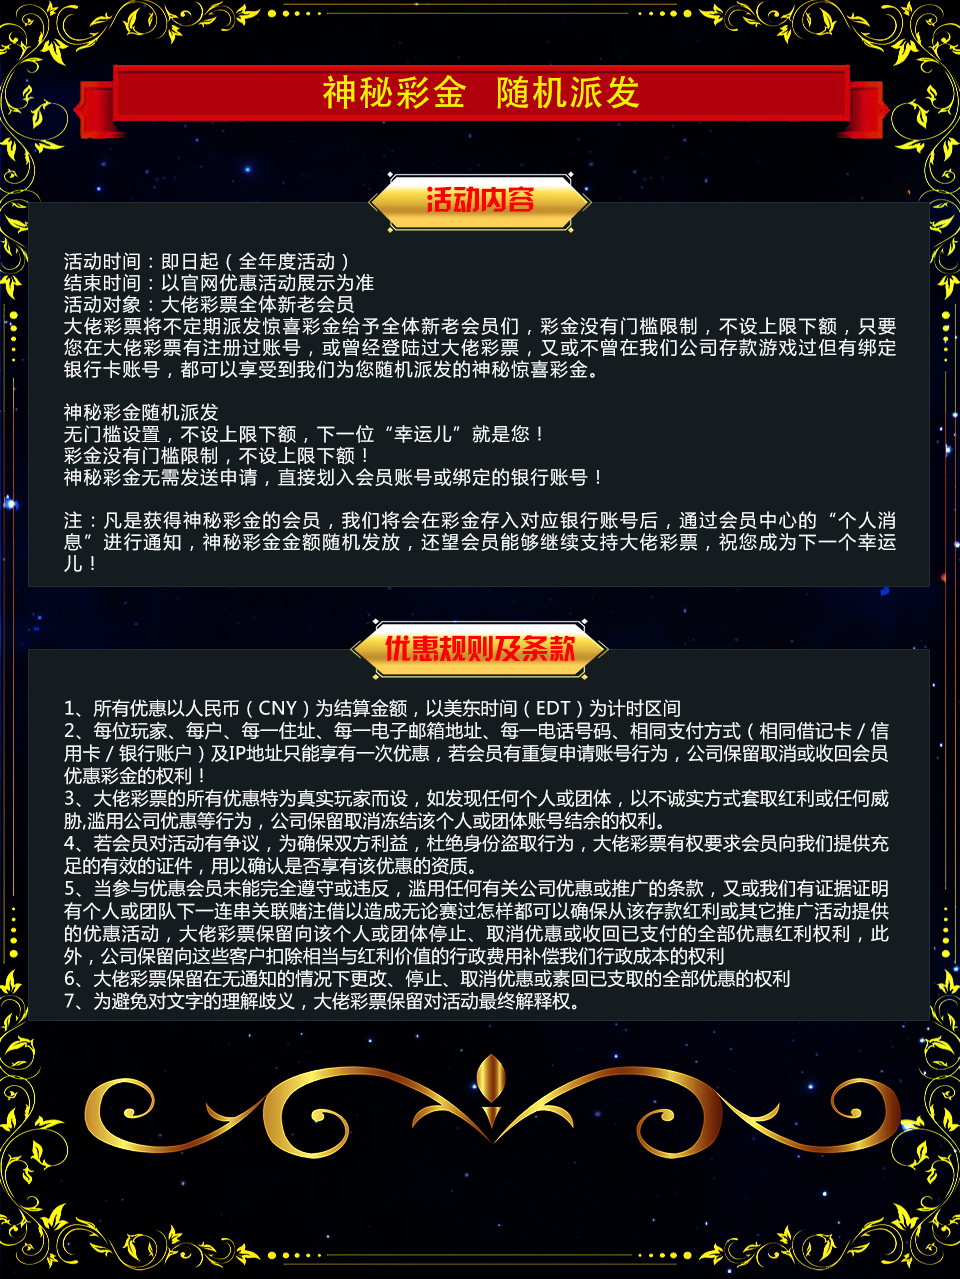 神秘彩金 随机派发
活动内容
活动时间：即日起（全年度活动）
结束时间：以官网优惠活动展示为准
活动对象：大佬彩票全体新老会员
大佬彩票将不定期派发惊喜彩金给予全体新老会员们，彩金没有门槛限制，不设上限下额，只要
您在大佬彩票有注册过账号，或曾经登陆过大佬彩票，又或不曾在我们公司存款游戏过但有绑定
银行卡账号，都可以享受到我们为您随机派发的神秘惊喜彩金。
神秘彩金随机派发
无门槛设置，不设上限下额，下一位“幸运儿”就是您！
彩金没有门槛限制，不设上限下额！
神秘彩金无需发送申请，直接划入会员账号或绑定的银行账号！
注：凡是获得神秘彩金的会员，我们将会在彩金存入对应银行账号后，通过会员中心的“个人消
息”进行通知，神秘彩金金额随机发放，还望会员能够继续支持大佬彩票，祝您成为下一个幸运
儿！
优惠规则及条款
1、所有优惠以人民币（CNY）为结算金额，以美东时间（EDT）为计时区间
2、每位玩家、每户、每一住址、每一电子邮箱地址、每一电话号码、相同支付方式（相同借记卡/信
用卡/银行账户）及IP地址只能享有一次优惠，若会员有重复申请账号行为，公司保留取消或收回会员
优惠彩金的权利！
3、大佬彩票的所有优惠特为真实玩家而设，如发现任何个人或团体，以不诚实方式套取红利或任何威
胁,滥用公司优惠等行为，公司保留取消冻结该个人或团体账号结余的权利。
4、若会员对活动有争议，为确保双方利益，杜绝身份盗取行为，大佬彩票有权要求会员向我们提供充
足的有效的证件，用以确认是否享有该优惠的资质。
5、当参与优惠会员未能完全遵守或违反，滥用任何有关公司优惠或推广的条款，又或我们有证据证明
有个人或团队下一连串关联赌注借以造成无论赛过怎样都可以确保从该存款红利或其它推广活动提供
的优惠活动，大佬彩票保留向该个人或团体停止、取消优惠或收回已支付的全部优惠红利权利，此
外，公司保留向这些客户扣除相当与红利价值的行政费用补偿我们行政成本的权利
6、大佬彩票保留在无通知的情况下更改、停止、取消优惠或素回已支取的全部优惠的权利
7、为避免对文字的理解歧义，大佬彩票保留对活动最终解释权。